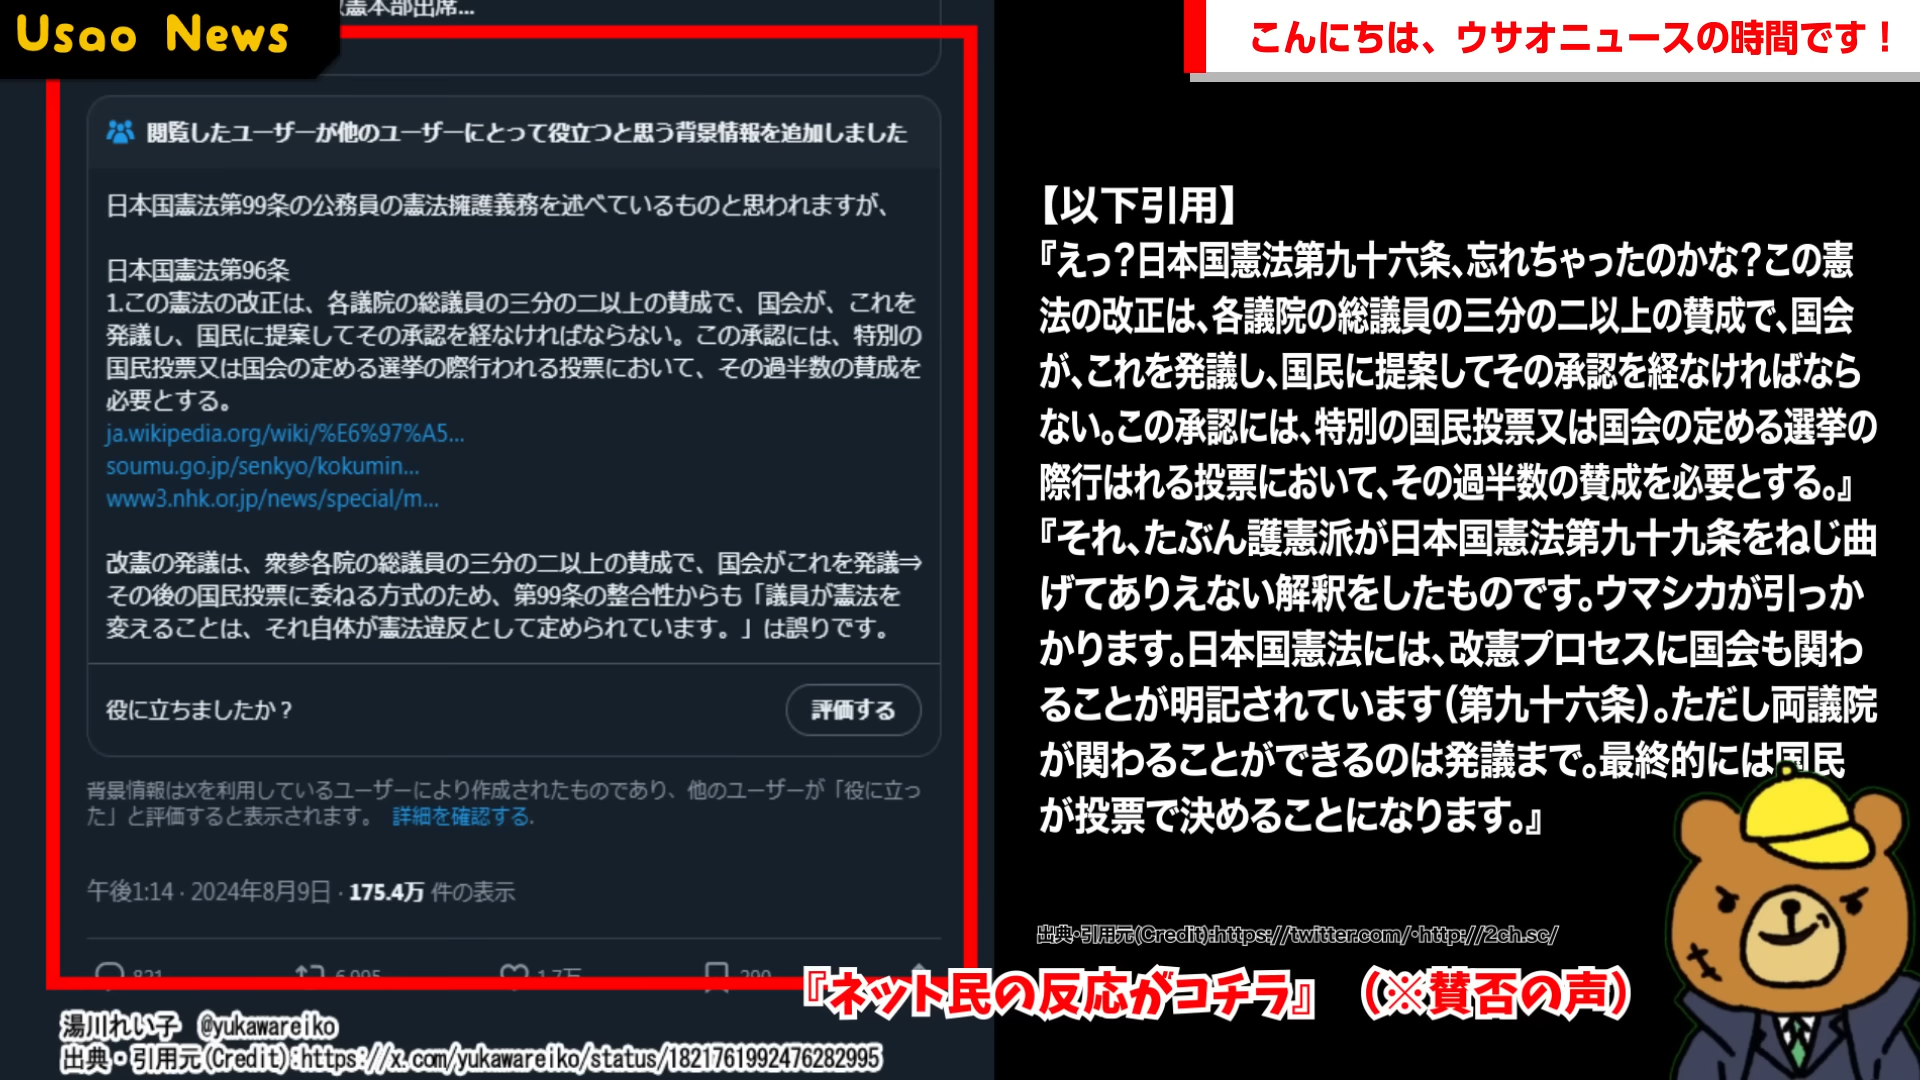 Usao News
憲本部出席...
こんにちは、ウサオニュースの時間です！
閲覧したユーザーが他のユーザーにとって役立つと思う背景情報を追加しました
日本国憲法第99条の公務員の憲法擁護義務を述べているものと思われますが、
日本国憲法第96条
1.この憲法の改正は、各議院の総議員の三分の二以上の賛成で、国会が、これを
発議し、国民に提案してその承認を経なければならない。この承認には、特別の
国民投票又は国会の定める選挙の際行われる投票において、その過半数の賛成を
必要とする。
ja.wikipedia.org/wiki/%E6%97%A5...
soumu.go.jp/senkyo/kokumin...
www3.nhk.or.jp/news/special/m...
改憲の発議は、衆参各院の総議員の三分の二以上の賛成で、国会がこれを発議⇒
その後の国民投票に委ねる方式のため、第99条の整合性からも「議員が憲法を
変えることは、それ自体が憲法違反として定められています。」は誤りです。
役に立ちましたか？
評価する
背景情報はXを利用しているユーザーにより作成されたものであり、他のユーザーが「役に立っ
た」と評価すると表示されます。 詳細を確認する.
午後1:14 · 2024年8月9日 · 175.4万 件の表示
湯川れい子 @yukawareiko
出典・引用元(Credit):https://x.com/yukawareiko/status/1821761992476282995
【以下引用】
『えっ？日本国憲法第九十六条、忘れちゃったのかな？この憲
法の改正は、各議院の総議員の三分の二以上の賛成で、国会
が、これを発議し、国民に提案してその承認を経なければなら
ない。この承認には、特別の国民投票又は国会の定める選挙の
際行はれる投票において、その過半数の賛成を必要とする。』
『それ、たぶん護憲派が日本国憲法第九十九条をねじ曲
げてありえない解釈をしたものです。ウマシカが引っか
かります。日本国憲法には、改憲プロセスに国会も関わ
ることが明記されています（第九十六条）。ただし両議院
が関わることができるのは発議まで。最終的には国民
が投票で決めることになります。』
出典・引用元(Credit):https://twitter.com/・http://2ch.sc/
『ネット民の反応がコチラ』（※賛否の声）